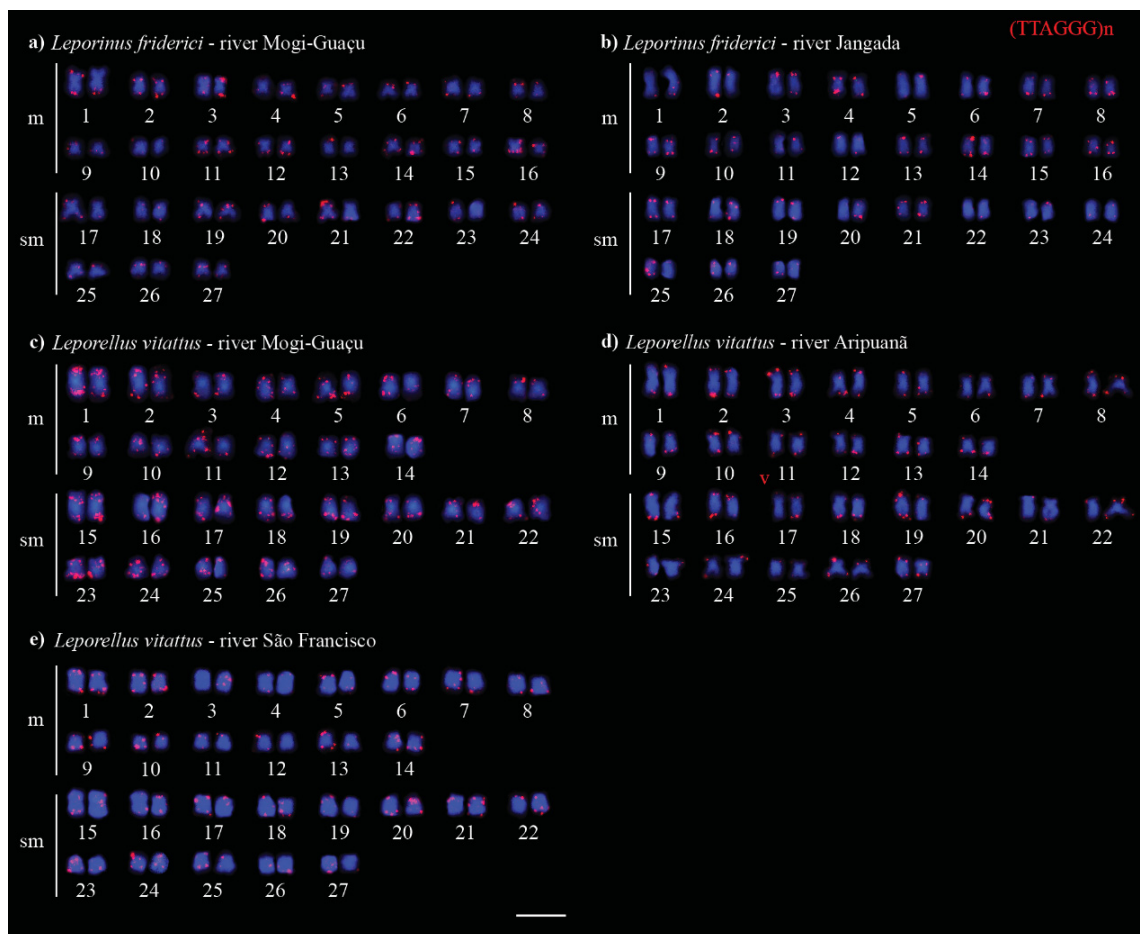 (TTAGGG)n
a) Leporinus friderici - river Mogi-Guaçu
m
1 2 3 4 5 6 7 8
9 10 11 12 13 14 15 16
sm
17 18 19 20 21 22 23 24
25 26 27
b) Leporinus friderici - river Jangada
m
1 2 3 4 5 6 7 8
9 10 11 12 13 14 15 16
sm
17 18 19 20 21 22 23 24
25 26 27
c) Leporellus vitattus - river Mogi-Guaçu
m
1 2 3 4 5 6 7 8
9 10 11 12 13 14
sm
15 16 17 18 19 20 21 22
23 24 25 26 27
d) Leporellus vitattus - river Aripuanã
m
1 2 3 4 5 6 7 8
9 10 11 12 13 14
v
sm
15 16 17 18 19 20 21 22
23 24 25 26 27
e) Leporellus vitattus - river São Francisco
m
1 2 3 4 5 6 7 8
9 10 11 12 13 14
sm
15 16 17 18 19 20 21 22
23 24 25 26 27